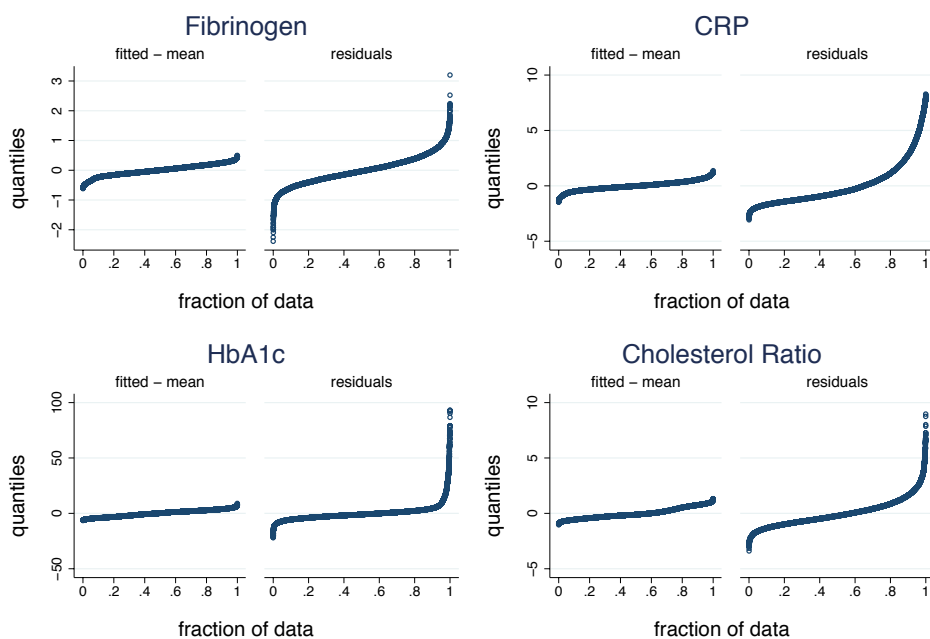 Fibrinogen
fitted – mean
residuals
quantiles
3
2
1
0
−1
−2
0 .2 .4 .6 .8 1
0 .2 .4 .6 .8 1
fraction of data
CRP
fitted – mean
residuals
quantiles
10
5
0
−5
0 .2 .4 .6 .8 1
0 .2 .4 .6 .8 1
fraction of data
HbA1c
fitted – mean
residuals
quantiles
100
50
0
−50
0 .2 .4 .6 .8 1
0 .2 .4 .6 .8 1
fraction of data
Cholesterol Ratio
fitted – mean
residuals
quantiles
10
5
0
−5
0 .2 .4 .6 .8 1
0 .2 .4 .6 .8 1
fraction of data